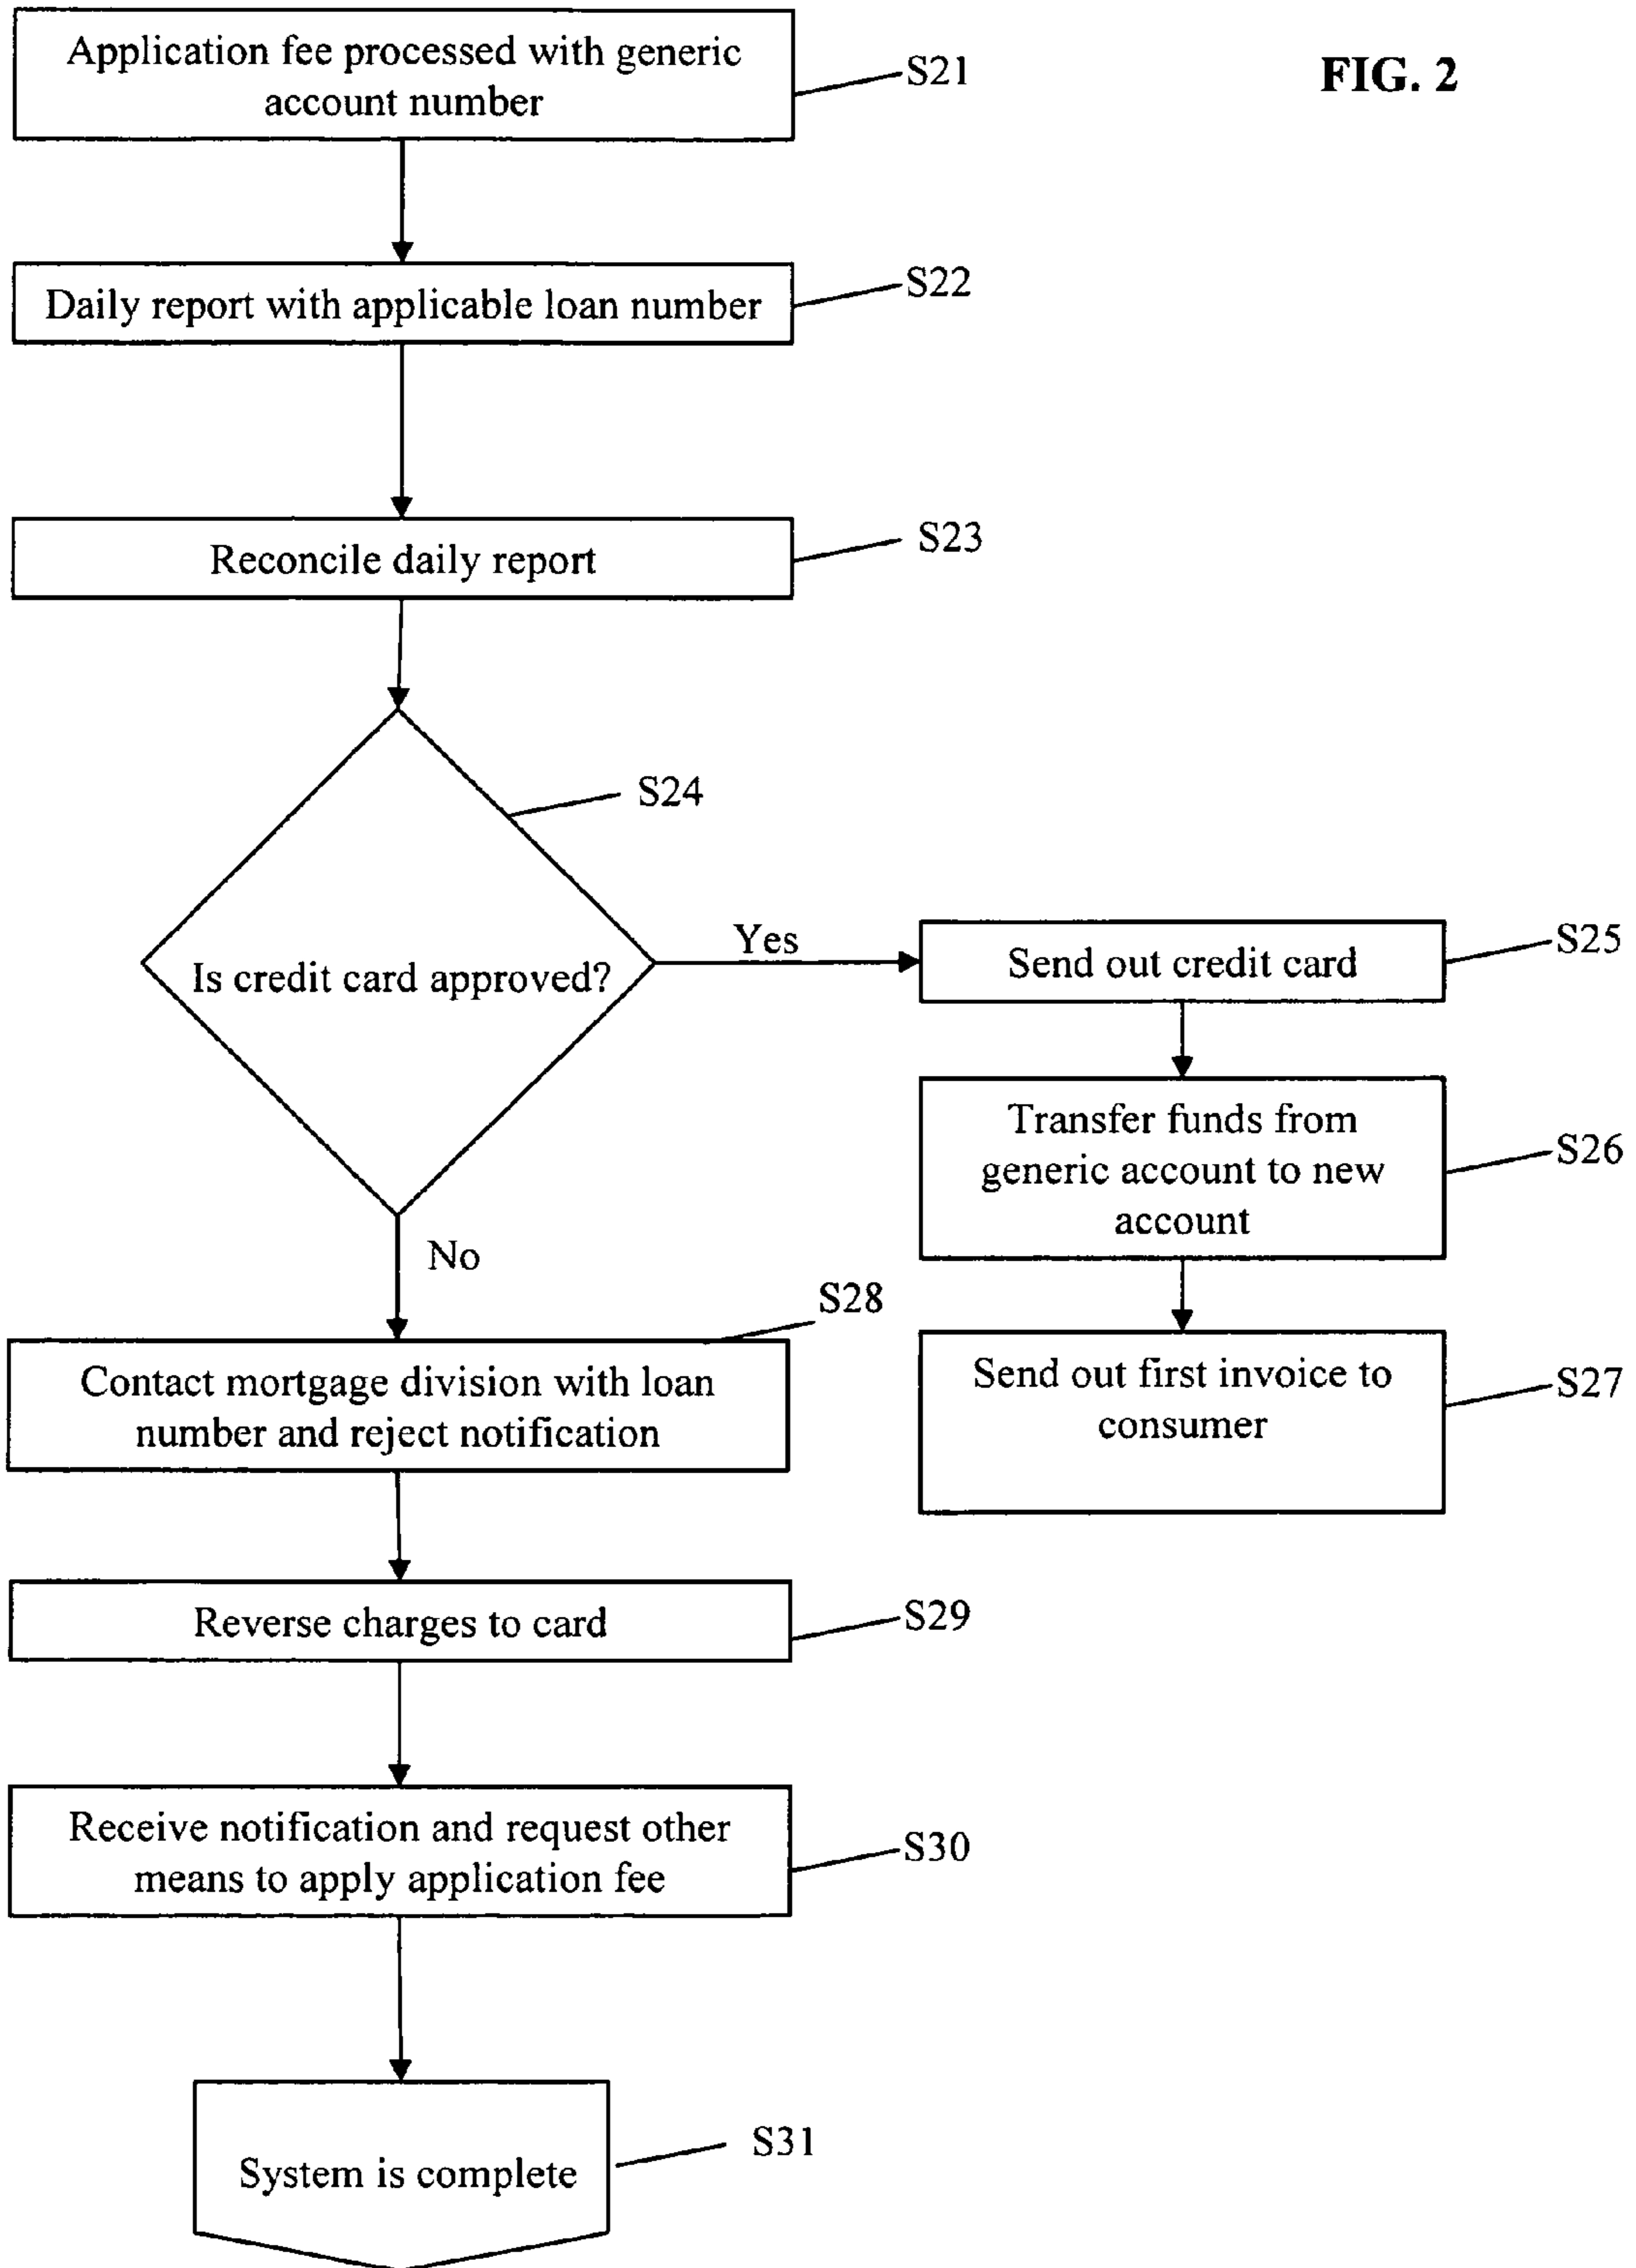 FIG. 2
Application fee processed with generic
account number
S21
Daily report with applicable loan number
S22
Reconcile daily report
S23
S24
Is credit card approved?
Yes
Send out credit card
S25
Transfer funds from
generic account to new
account
S26
Send out first invoice to
consumer
S27
No
S28
Contact mortgage division with loan
number and reject notification
Reverse charges to card
S29
Receive notification and request other
means to apply application fee
S30
System is complete
S31